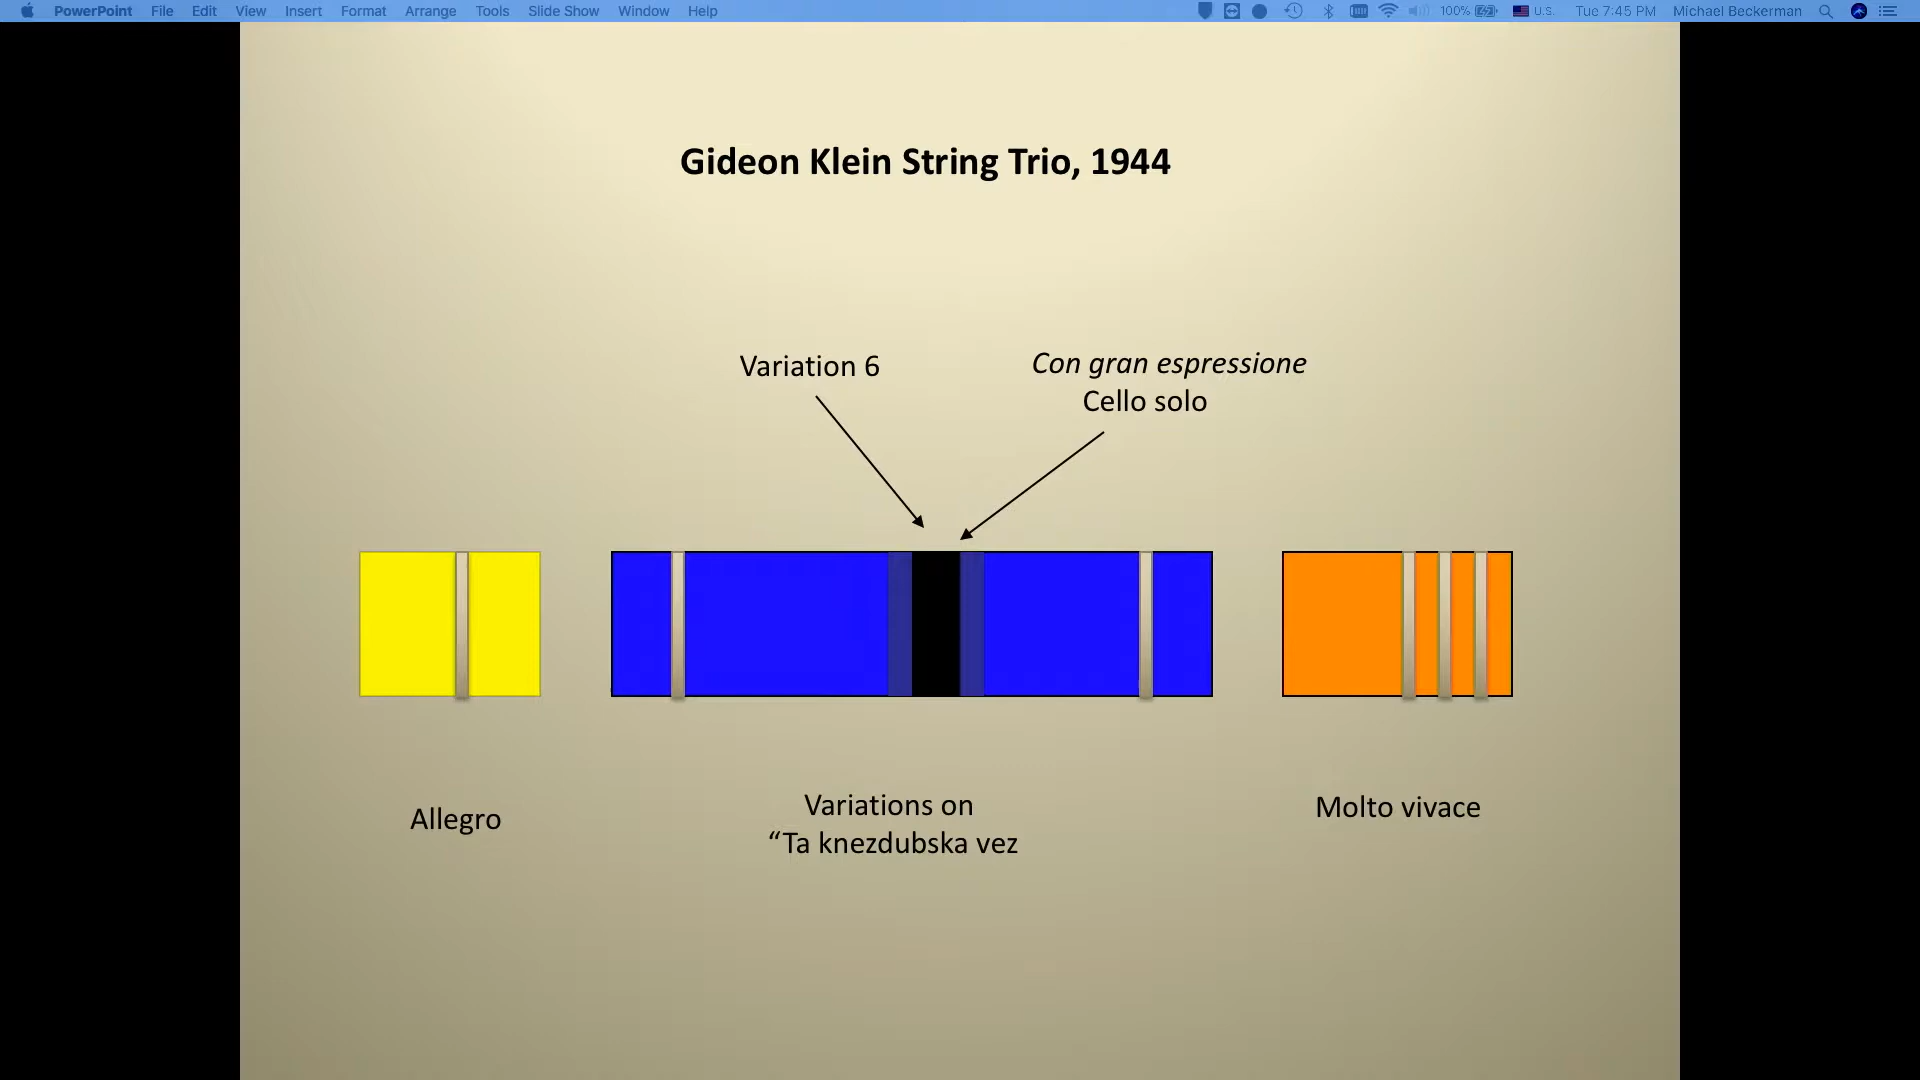 PowerPoint File Edit View Insert Format Arrange Tools Slide Show Window Help 100% U.S. Tue 7:45 PM Michael Beckerman
Gideon Klein String Trio, 1944
Variation 6
Con gran espressione
Cello solo
Allegro
Variations on
“Ta knezdubska vez
Molto vivace